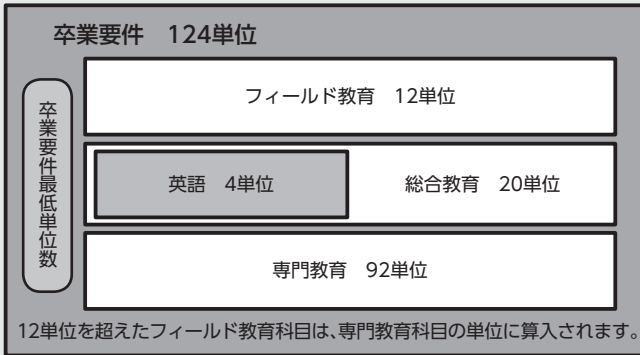 卒業要件　124単位
卒業要件最低単位数
フィールド教育　12単位
英語　4単位
総合教育　20単位
専門教育　92単位
12単位を超えたフィールド教育科目は、専門教育科目の単位に算入されます。